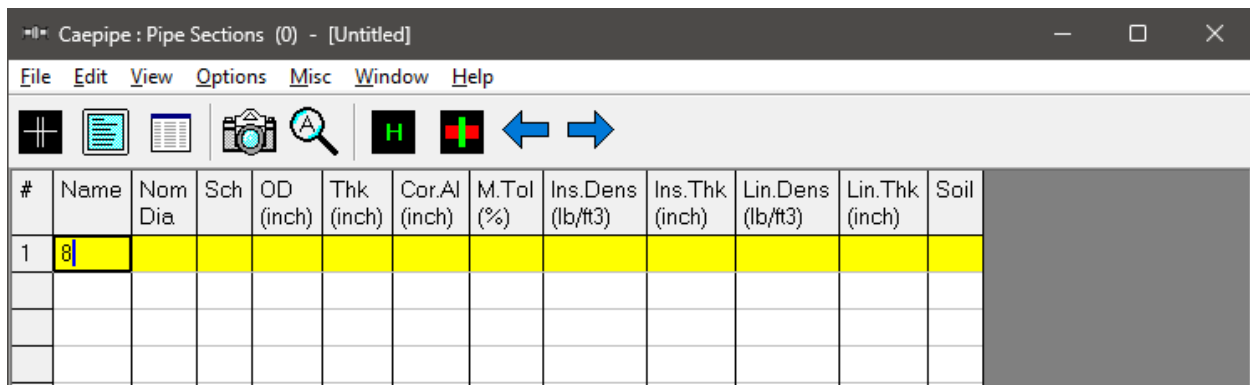 Caepipe : Pipe Sections (0) - [Untitled]
File Edit View Options Misc Window Help
A H
# Name Nom Dia Sch OD (inch) Thk (inch) Cor.Al (inch) M.Tol (%) Ins.Dens (lb/ft3) Ins.Thk (inch) Lin.Dens (lb/ft3) Lin.Thk (inch) Soil
1 8